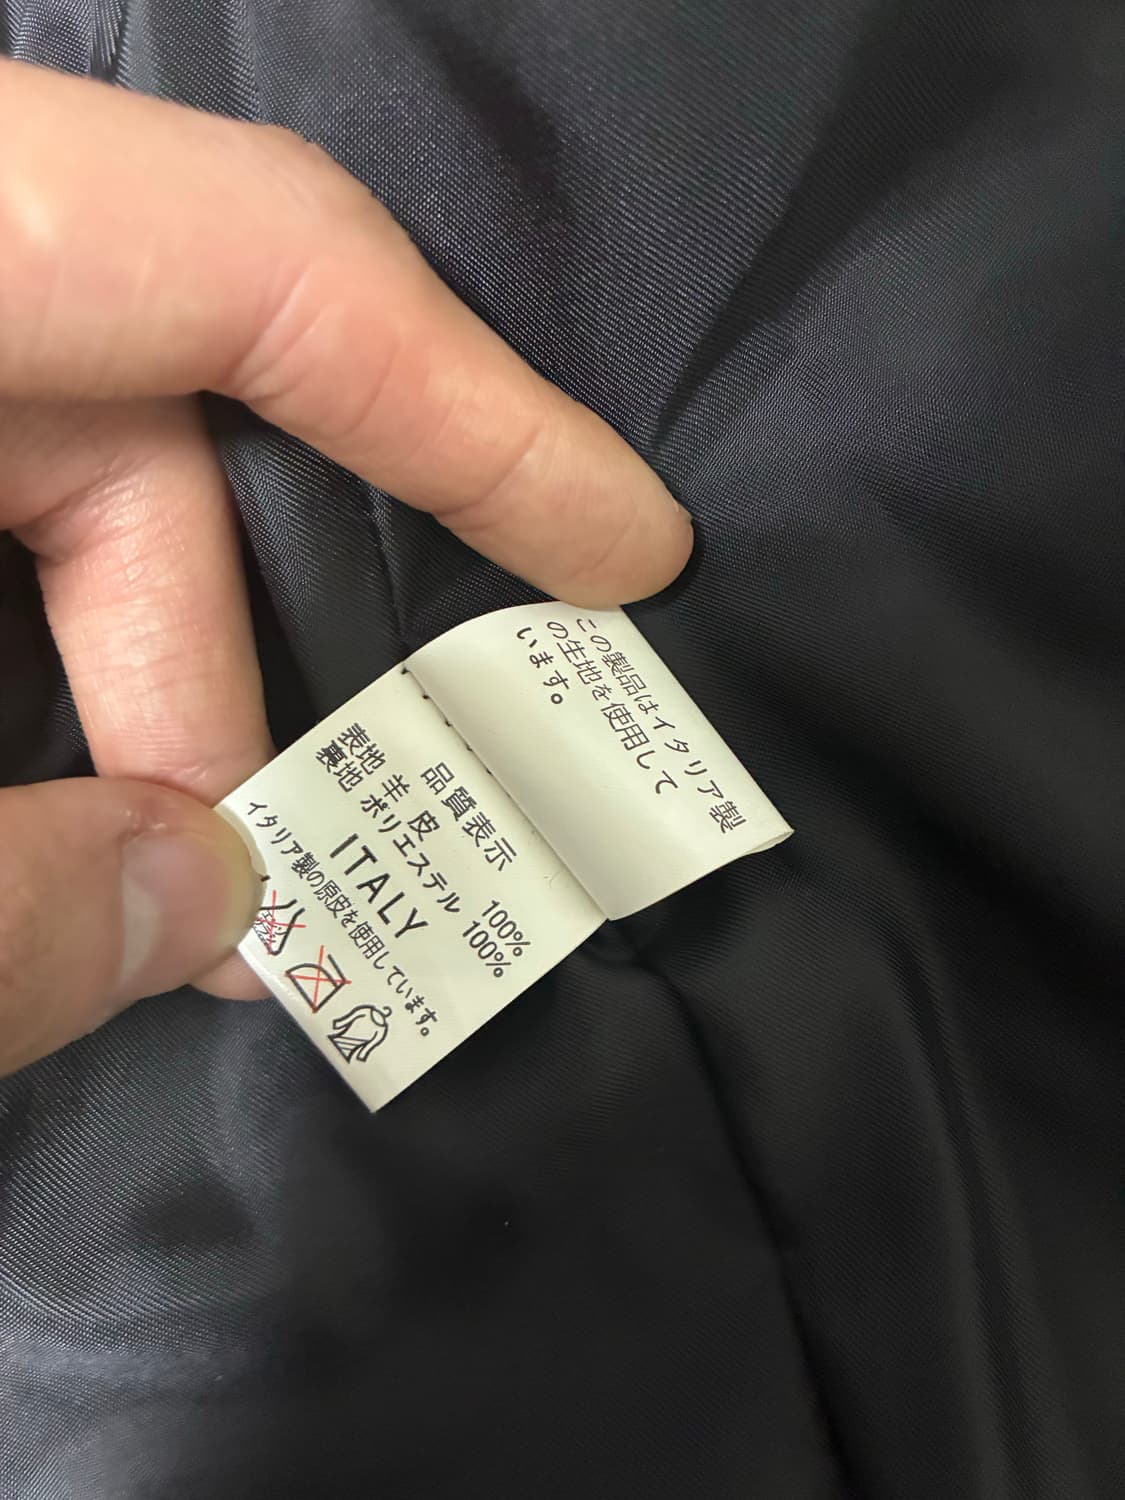 この製品はイタリア製
の生地を使用して
います。
品質表示
表地 羊皮 100%
裏地 ポリエステル 100%
ITALY
イタリア製の原皮を使用しています。